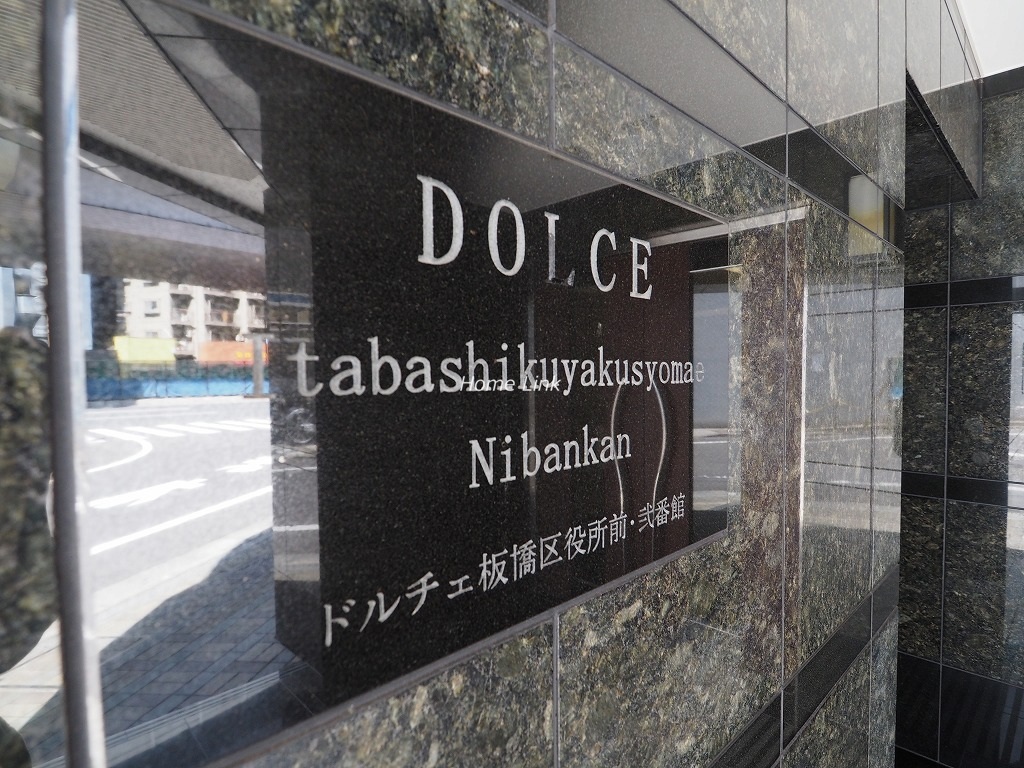 DOLCE
tabashikuyakusyomae
Home Link
Nibankan
ドルチェ板橋区役所前・弐番館